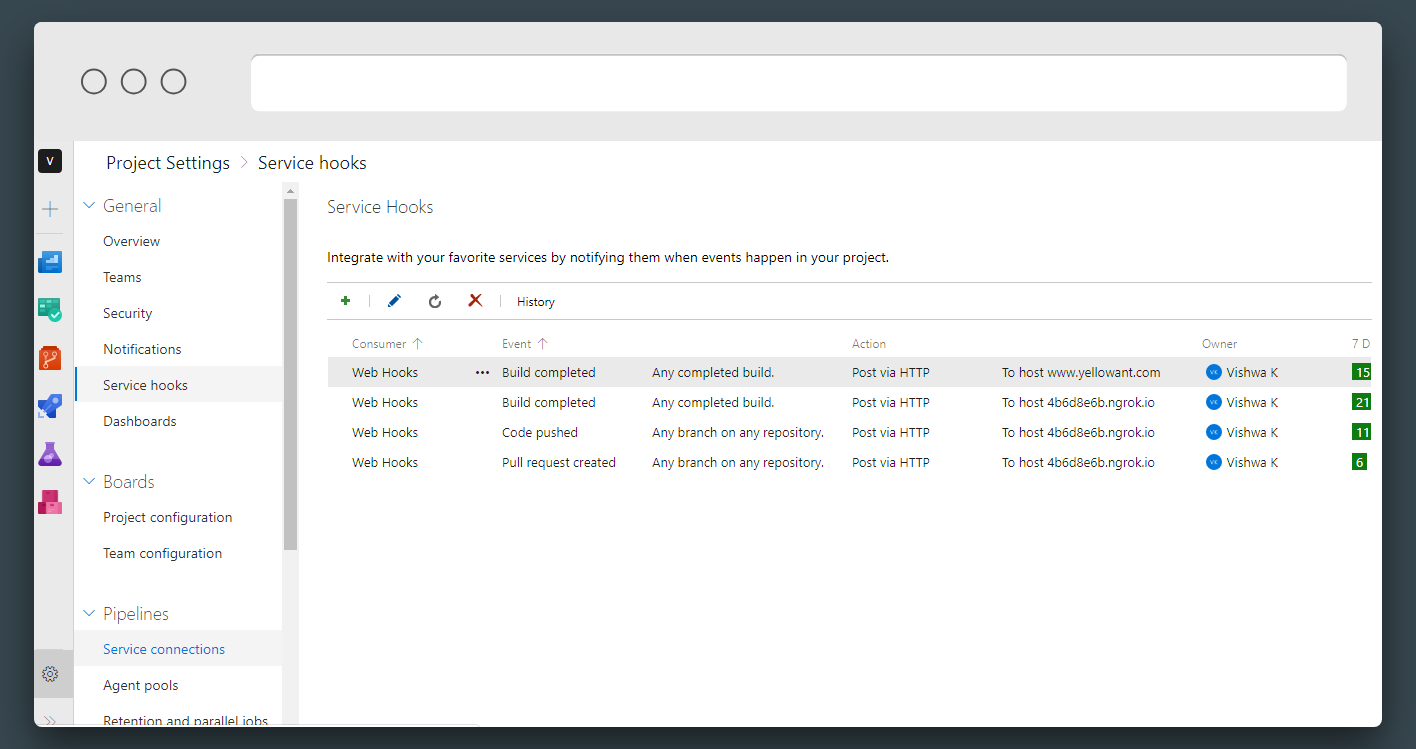 V
Project Settings > Service hooks
General
Overview
Teams
Security
Notifications
Service hooks
Dashboards
Boards
Project configuration
Team configuration
Pipelines
Service connections
Agent pools
Retention and parallel jobs
Service Hooks
Integrate with your favorite services by notifying them when events happen in your project.
History
Consumer ↑ Event ↑ Action Owner 7 D
Web Hooks ••• Build completed Any completed build. Post via HTTP To host www.yellowant.com VK Vishwa K 15
Web Hooks Build completed Any completed build. Post via HTTP To host 4b6d8e6b.ngrok.io VK Vishwa K 21
Web Hooks Code pushed Any branch on any repository. Post via HTTP To host 4b6d8e6b.ngrok.io VK Vishwa K 11
Web Hooks Pull request created Any branch on any repository. Post via HTTP To host 4b6d8e6b.ngrok.io VK Vishwa K 6